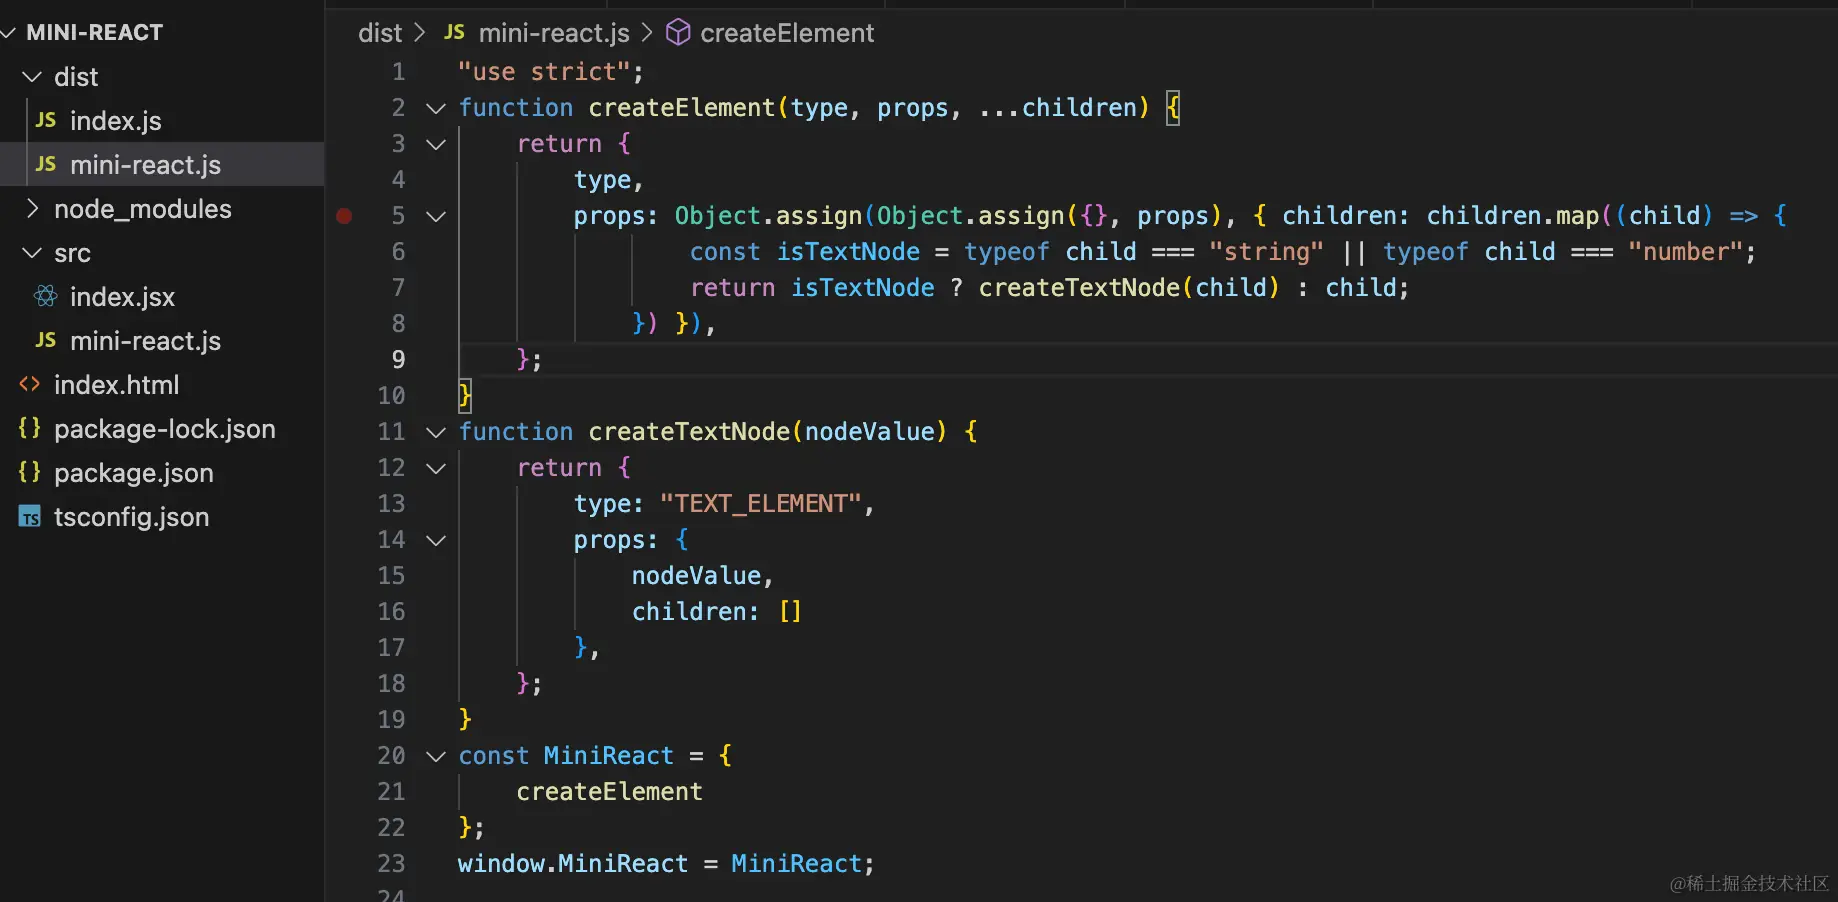 MINI-REACT
dist
JS index.js
JS mini-react.js
node_modules
src
index.jsx
JS mini-react.js
<> index.html
{} package-lock.json
{} package.json
TS tsconfig.json
dist > JS mini-react.js > createElement
1 "use strict";
2 function createElement(type, props, ...children) {
3     return {
4         type,
5         props: Object.assign(Object.assign({}, props), { children: children.map((child) => {
6                 const isTextNode = typeof child === "string" || typeof child === "number";
7                 return isTextNode ? createTextNode(child) : child;
8             }) }),
9     };
10 }
11 function createTextNode(nodeValue) {
12     return {
13         type: "TEXT_ELEMENT",
14         props: {
15             nodeValue,
16             children: []
17         },
18     };
19 }
20 const MiniReact = {
21     createElement
22 };
23 window.MiniReact = MiniReact;
24
@稀土掘金技术社区